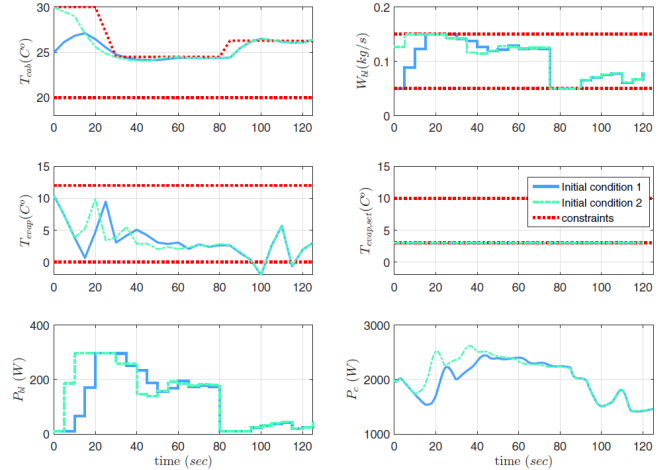 30
25
20
T_cab(C°)
0 20 40 60 80 100 120
0.2
0.1
0
W_bl(kg/s)
0 20 40 60 80 100 120
15
10
5
0
T_evap(C°)
0 20 40 60 80 100 120
15
10
5
0
T_evap,set(C°)
0 20 40 60 80 100 120
Initial condition 1
Initial condition 2
constraints
400
200
0
P_bl (W)
0 20 40 60 80 100 120
time (sec)
3000
2000
1000
P_c (W)
0 20 40 60 80 100 120
time (sec)